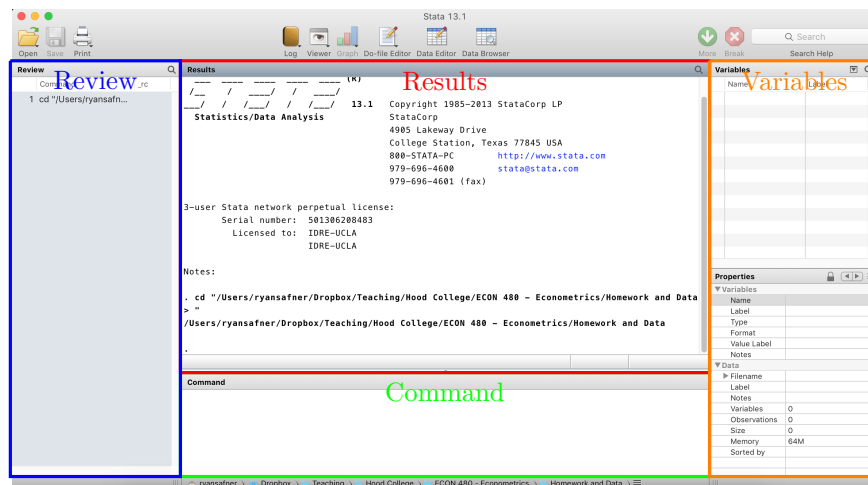 Stata 13.1
Open Save Print
Log Viewer Graph Do-file Editor Data Editor Data Browser
More Break
Search
Search Help
Review
Review
_rc
1 cd "/Users/ryansafn...
Results
Results
(R)
13.1 Copyright 1985-2013 StataCorp LP
Statistics/Data Analysis StataCorp
4905 Lakeway Drive
College Station, Texas 77845 USA
800-STATA-PC http://www.stata.com
979-696-4600 stata@stata.com
979-696-4601 (fax)
3-user Stata network perpetual license:
Serial number: 501306208483
Licensed to: IDRE-UCLA
IDRE-UCLA
Notes:
. cd "/Users/ryansafner/Dropbox/Teaching/Hood College/ECON 480 - Econometrics/Homework and Data
> "
/Users/ryansafner/Dropbox/Teaching/Hood College/ECON 480 - Econometrics/Homework and Data
.
Command
Command
ryansafner > Dropbox > Teaching > Hood College > ECON 480 - Econometrics > Homework and Data >
Variables
Variables
Name Label
Properties
Variables
Name
Label
Type
Format
Value Label
Notes
Data
Filename
Label
Notes
Variables 0
Observations 0
Size 0
Memory 64M
Sorted by